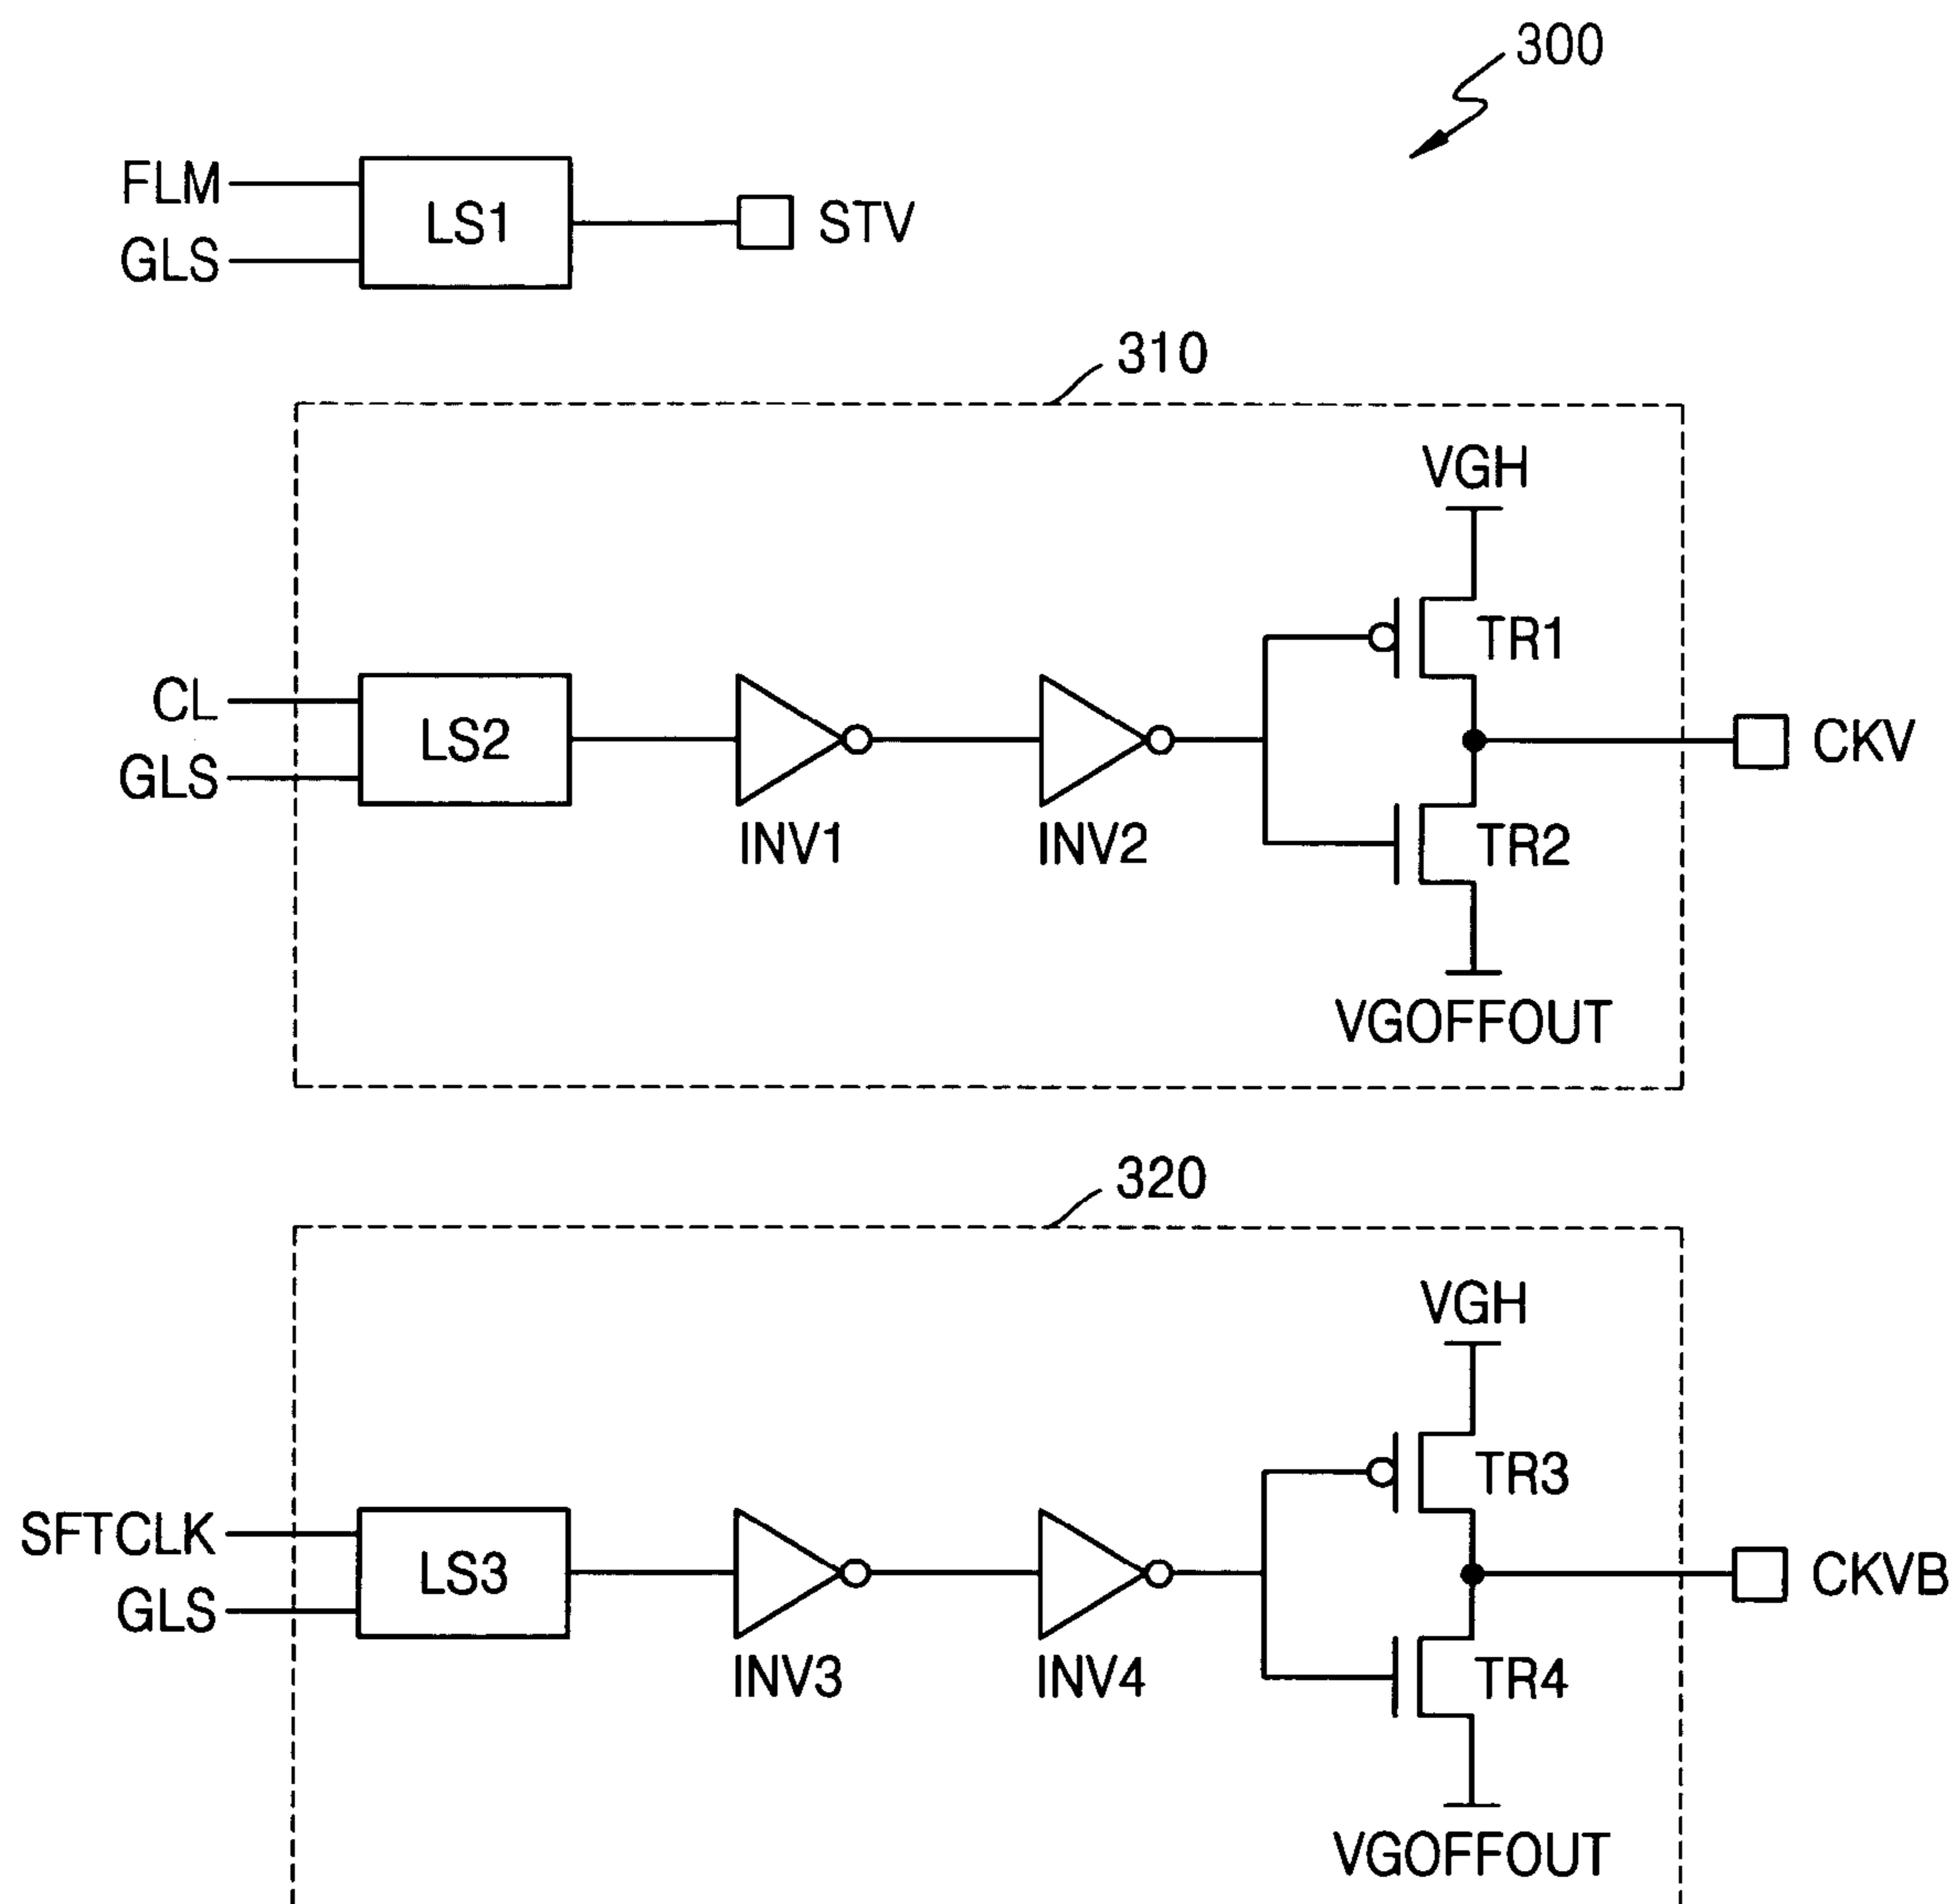 300
FLM
GLS
LS1
STV
310
VGH
TR1
CL
GLS
LS2
INV1
INV2
TR2
CKV
VGOFFOUT
320
VGH
TR3
SFTCLK
GLS
LS3
INV3
INV4
TR4
CKVB
VGOFFOUT